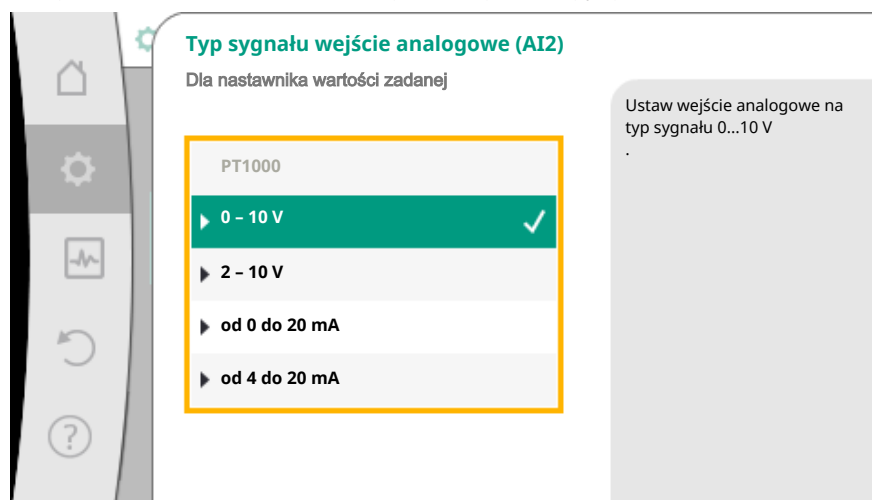 Typ sygnału wejście analogowe (AI2)
Dla nastawnika wartości zadanej
PT1000
0 – 10 V
2 – 10 V
od 0 do 20 mA
od 4 do 20 mA
Ustaw wejście analogowe na
typ sygnału 0...10 V
.
?